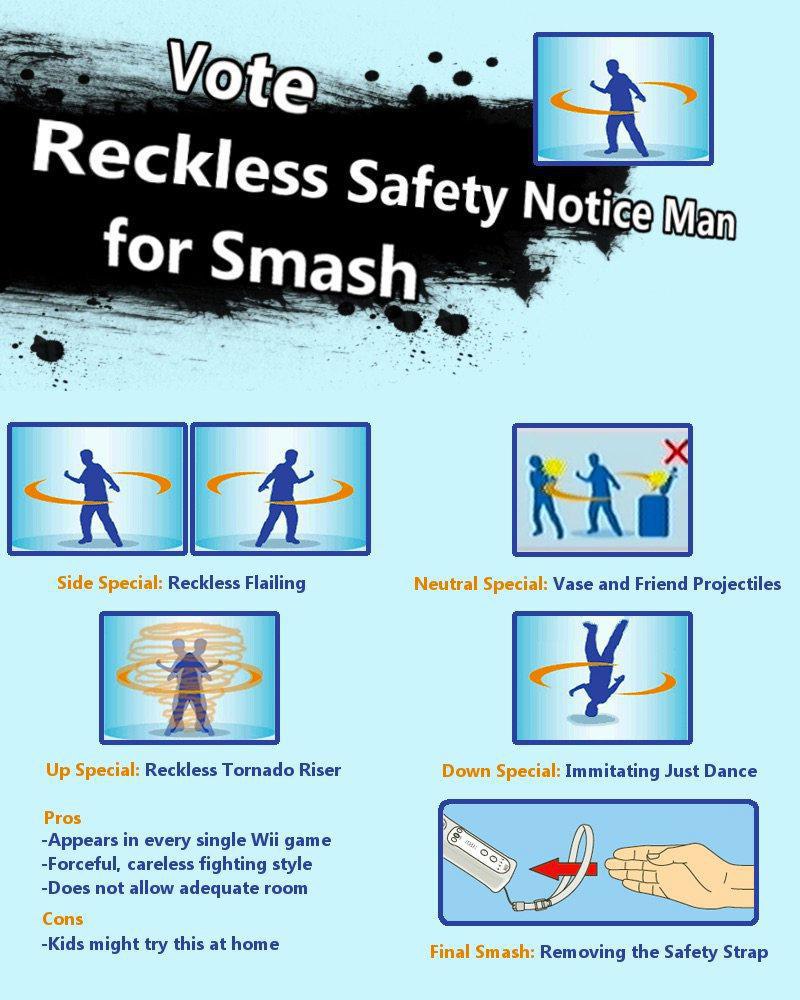 Vote
Reckless Safety Notice Man
for Smash
Side Special: Reckless Flailing
Neutral Special: Vase and Friend Projectiles
Up Special: Reckless Tornado Riser
Down Special: Immitating Just Dance
Pros
-Appears in every single Wii game
-Forceful, careless fighting style
-Does not allow adequate room
Cons
-Kids might try this at home
Final Smash: Removing the Safety Strap